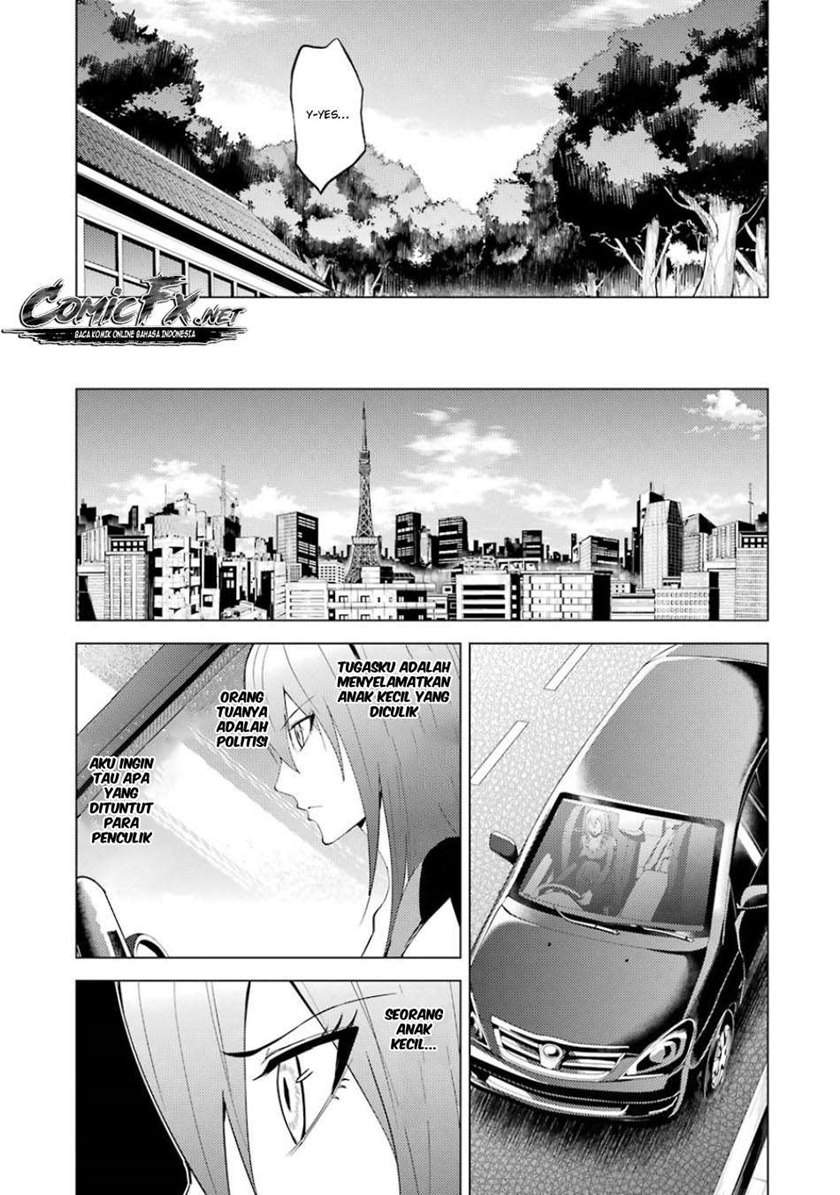 Y-YES...
COMICFX.NET
BACA KOMIK ONLINE BAHASA INDONESIA
TUGASKU ADALAH
MENYELAMATKAN
ANAK KECIL YANG
DICULIK
ORANG
TUANYA
ADALAH
POLITISI
AKU INGIN
TAU APA
YANG
DITUNTUT
PARA
PENCULIK
SEORANG
ANAK
KECIL...